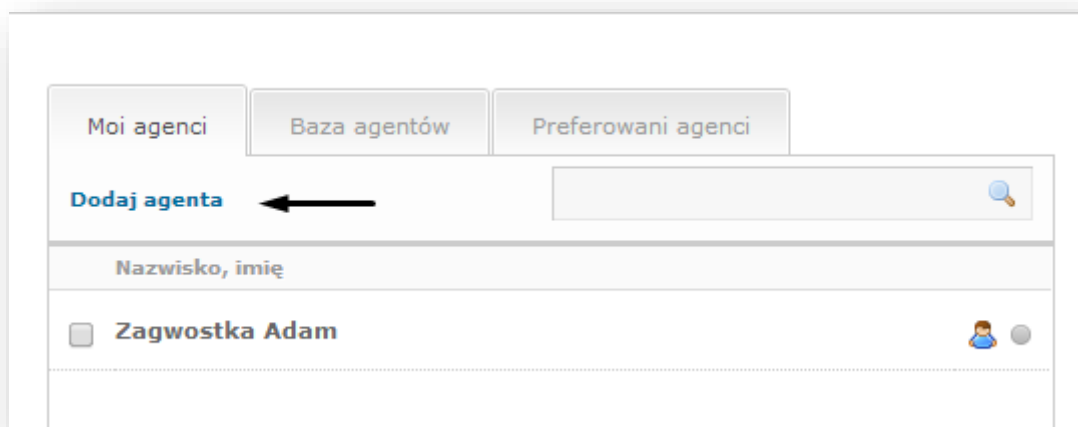 Moi agenci
Baza agentów
Preferowani agenci
Dodaj agenta
Nazwisko, imię
Zagwostka Adam